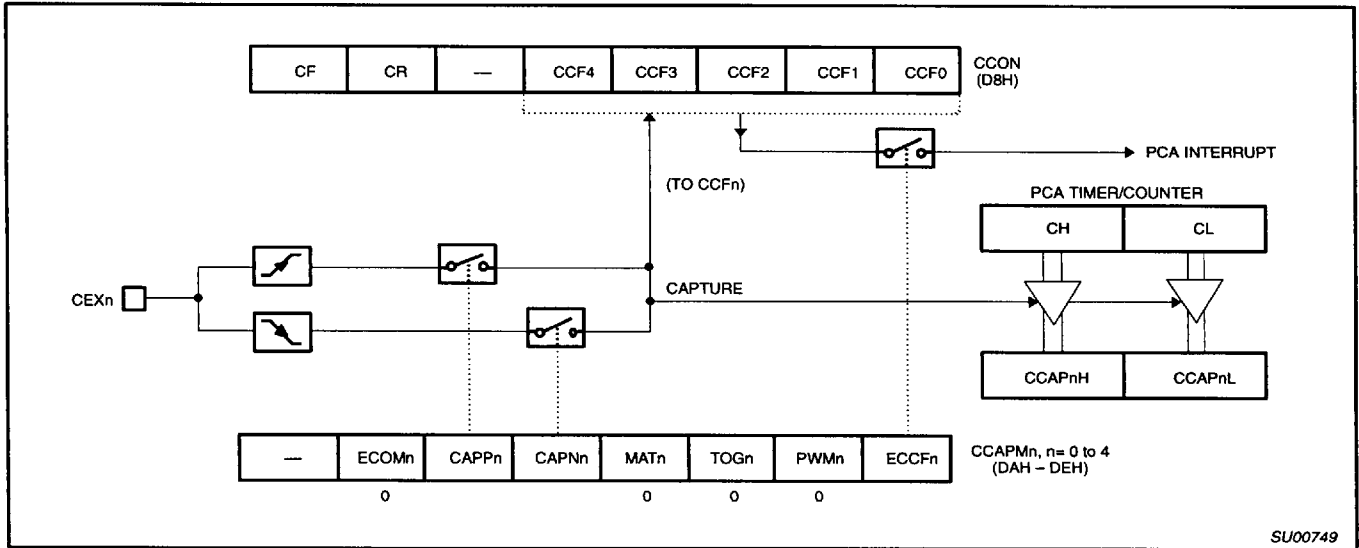 CF CR — CCF4 CCF3 CCF2 CCF1 CCF0
CCON
(D8H)
PCA INTERRUPT
(TO CCFn)
PCA TIMER/COUNTER
CH CL
CEXn
CAPTURE
CCAPnH CCAPnL
— ECOMn CAPPn CAPNn MATn TOGn PWMn ECCFn
CCAPMn, n= 0 to 4
(DAH – DEH)
0 0 0 0
SU00749